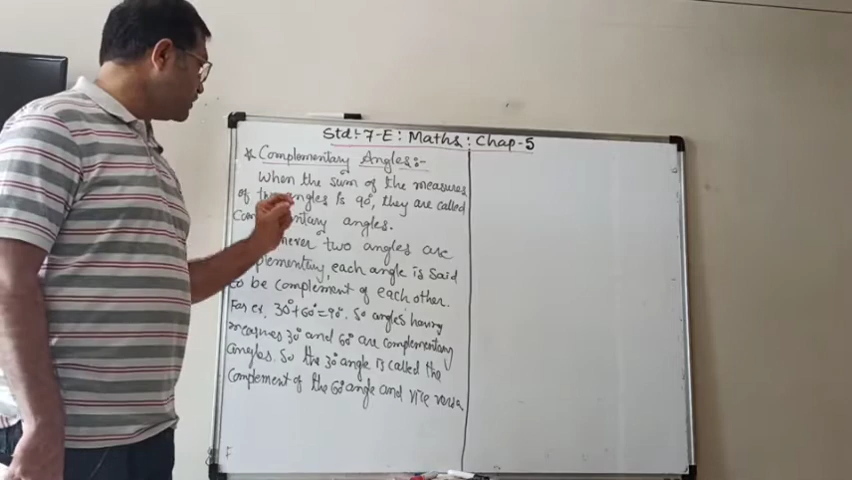 Std:-7-E: Maths: Chap-5
* Complementary Angles:-
When the sum of the measures
of two angles is 90°, they are called
Complementary angles.
two angles are
each angle is said
to be complement of each other.
For ex. 30°+60°=90°. So angles having
measures 30° and 60° are complementary
angles. So the 30° angle is called the
complement of the 60° angle and vice versa
F